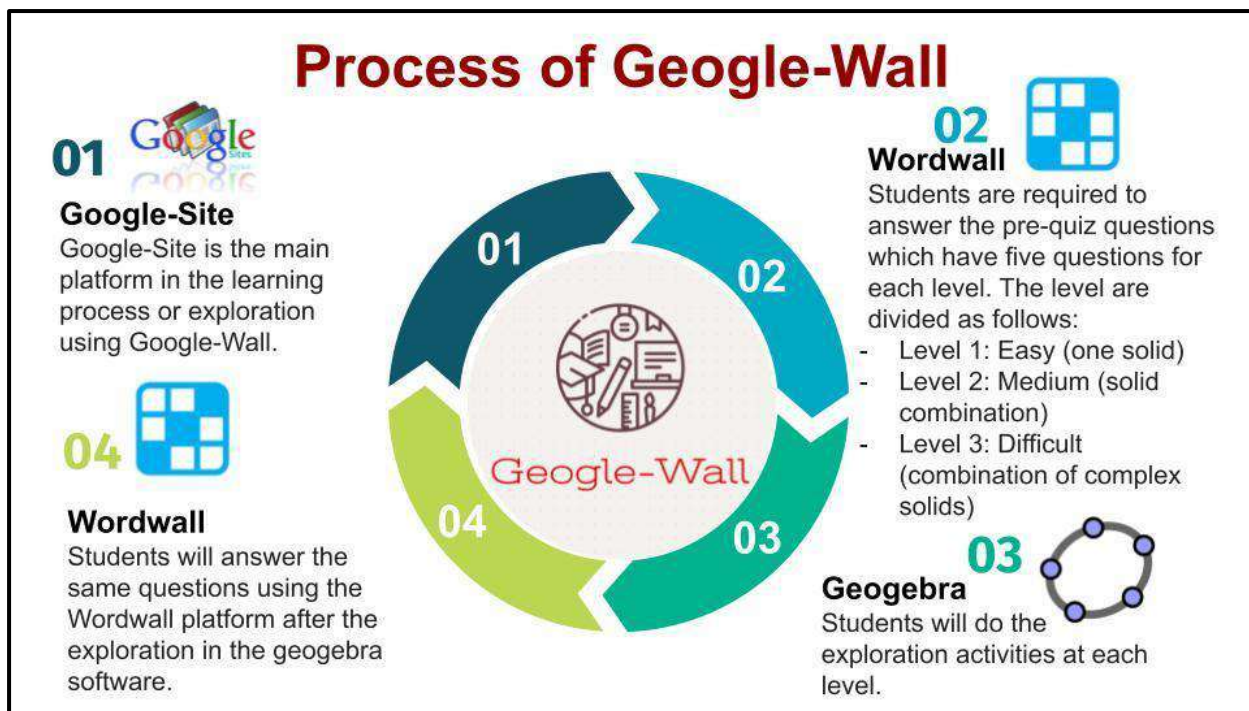 Process of Geogle-Wall
01
Google
Sites
Google-Site
Google-Site is the main
platform in the learning
process or exploration
using Google-Wall.
02
Wordwall
Students are required to
answer the pre-quiz questions
which have five questions for
each level. The level are
divided as follows:
- Level 1: Easy (one solid)
- Level 2: Medium (solid
combination)
- Level 3: Difficult
(combination of complex
solids)
01
02
03
04
Geogle-Wall
03
Geogebra
Students will do the
exploration activities at each
level.
04
Wordwall
Students will answer the
same questions using the
Wordwall platform after the
exploration in the geogebra
software.